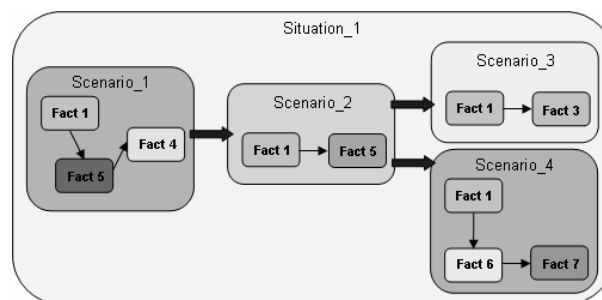 Situation_1
Scenario_1
Fact 1
Fact 5
Fact 4
Scenario_2
Fact 1
Fact 5
Scenario_3
Fact 1
Fact 3
Scenario_4
Fact 1
Fact 6
Fact 7